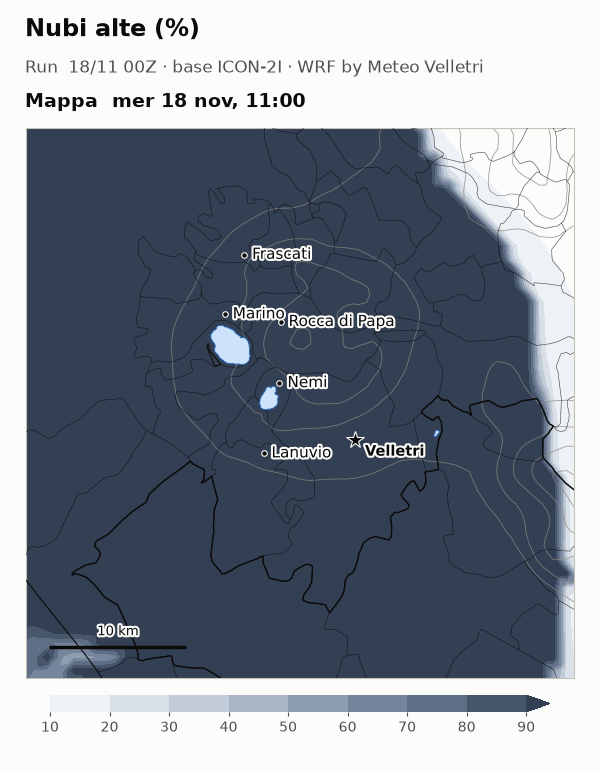 Nubi alte (%)
Run  18/11 00Z · base ICON-2I · WRF by Meteo Velletri
Mappa  mer 18 nov, 11:00
Frascati
Marino
Rocca di Papa
Nemi
Velletri
Lanuvio
10 km
10 20 30 40 50 60 70 80 90